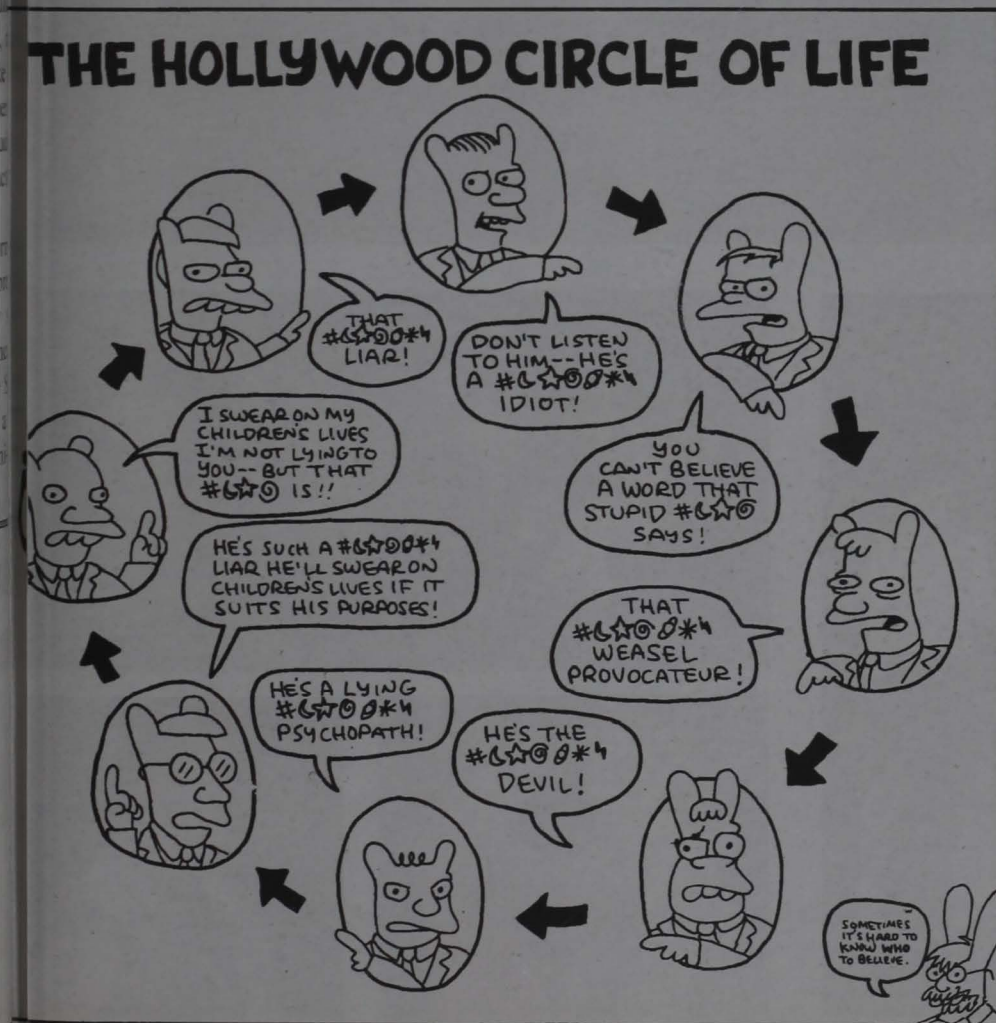 THE HOLLYWOOD CIRCLE OF LIFE
THAT
#☾☆@*ϟ
LIAR!
DON'T LISTEN
TO HIM--HE'S
A #☾☆@*ϟ
IDIOT!
YOU
CAN'T BELIEVE
A WORD THAT
STUPID #☾☆@
SAYS!
THAT
#☾☆@*ϟ
WEASEL
PROVOCATEUR!
HE'S THE
#☾☆@*ϟ
DEVIL!
HE'S A LYING
#☾☆@*ϟ
PSYCHOPATH!
HE'S SUCH A #☾☆@*ϟ
LIAR HE'LL SWEAR ON
CHILDREN'S LIVES IF IT
SUITS HIS PURPOSES!
I SWEAR ON MY
CHILDREN'S LIVES
I'M NOT LYING TO
YOU--BUT THAT
#☾☆@ IS!!
SOMETIMES
IT'S HARD TO
KNOW WHO
TO BELIEVE.